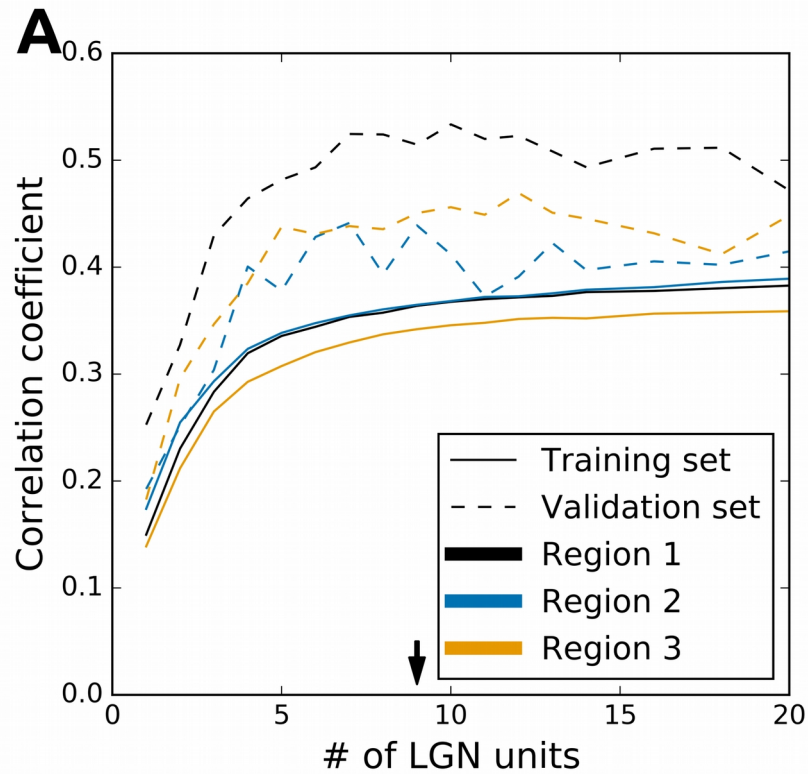 A
0.6
0.5
0.4
0.3
0.2
0.1
0.0
Correlation coefficient
Training set
Validation set
Region 1
Region 2
Region 3
0 5 10 15 20
# of LGN units